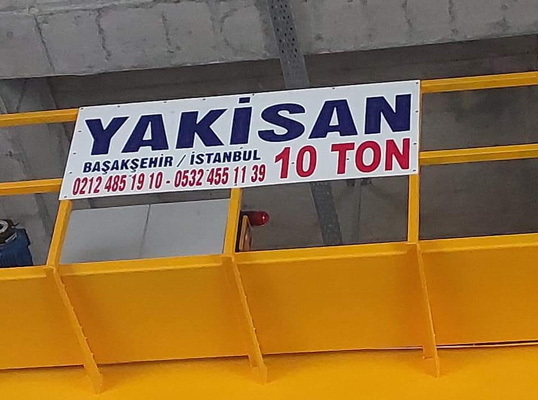 YAKİSAN
BAŞAKŞEHİR / İSTANBUL 10 TON
0212 485 19 10 - 0532 455 11 39